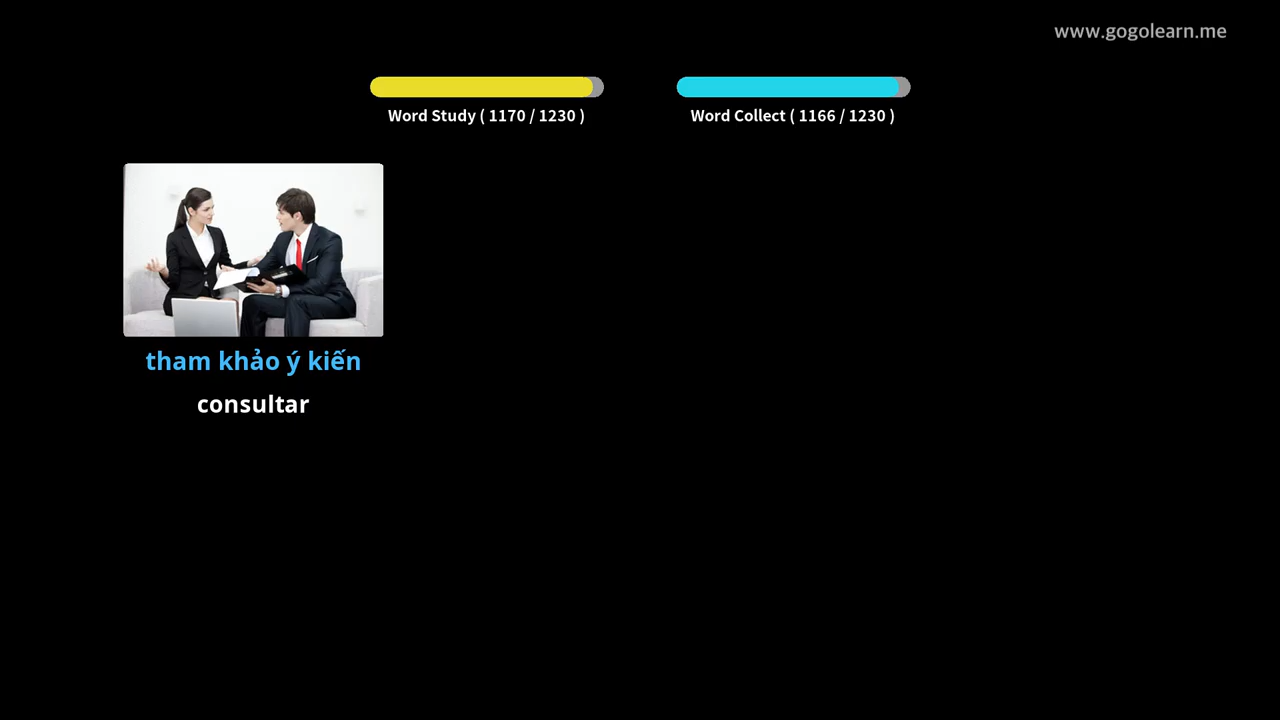 www.gogolearn.me
Word Study ( 1170 / 1230 )
Word Collect ( 1166 / 1230 )
tham khảo ý kiến
consultar